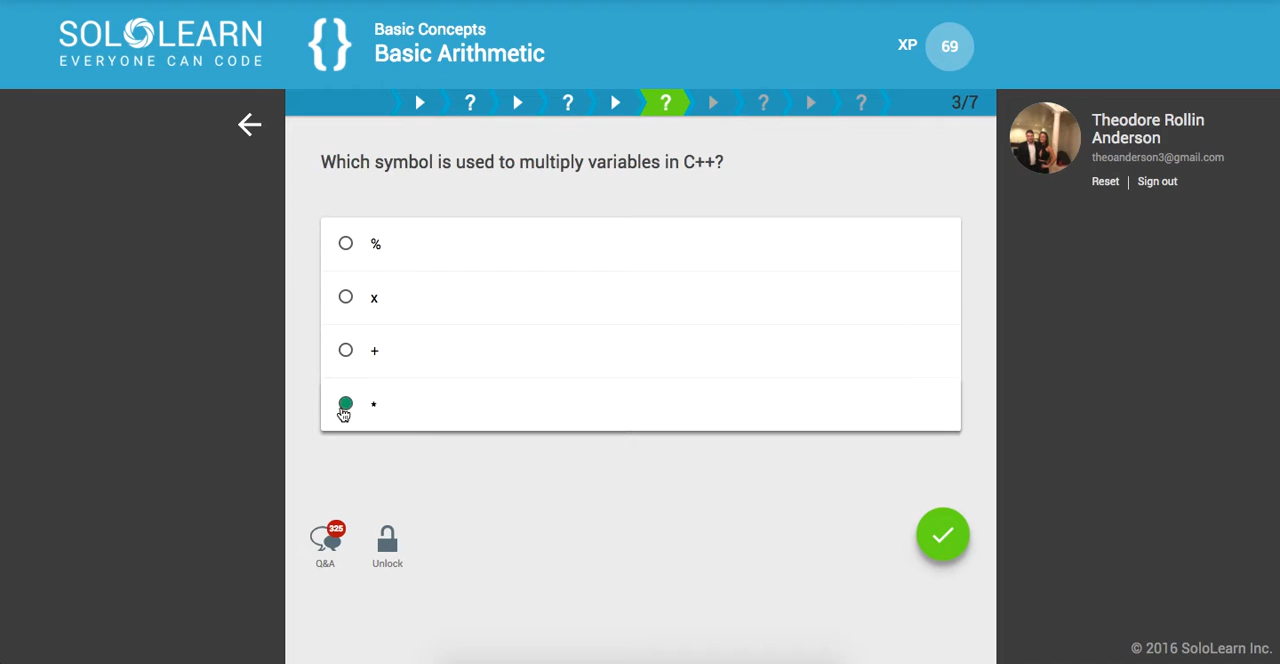 SOLOLEARN
EVERYONE CAN CODE
{ }
Basic Concepts
Basic Arithmetic
XP 69
? ? ? ? ?
3/7
Theodore Rollin
Anderson
theoanderson3@gmail.com
Reset | Sign out
Which symbol is used to multiply variables in C++?
%
x
+
*
325
Q&A
Unlock
© 2016 SoloLearn Inc.